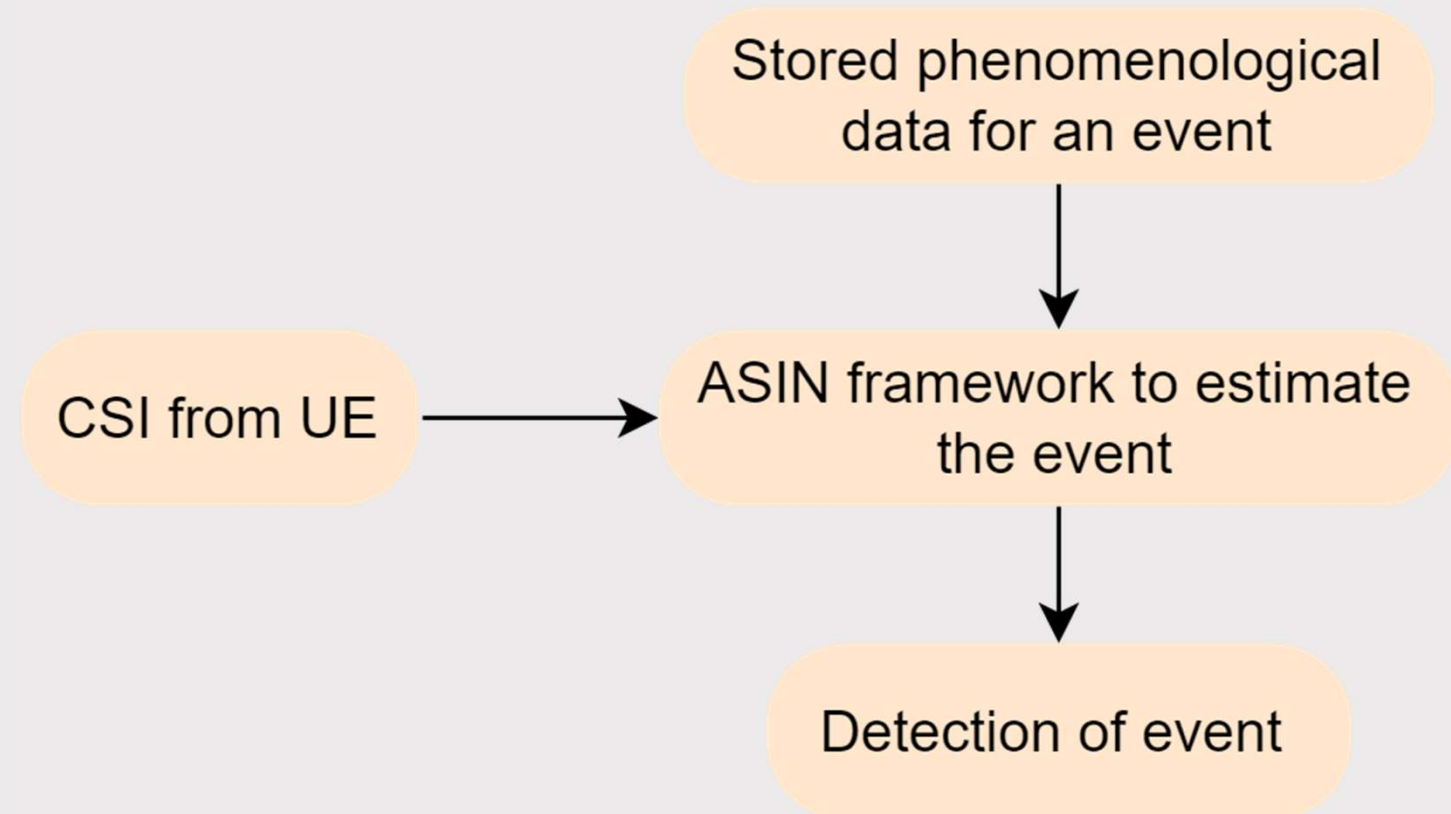 Stored phenomenological
data for an event
CSI from UE
ASIN framework to estimate
the event
Detection of event